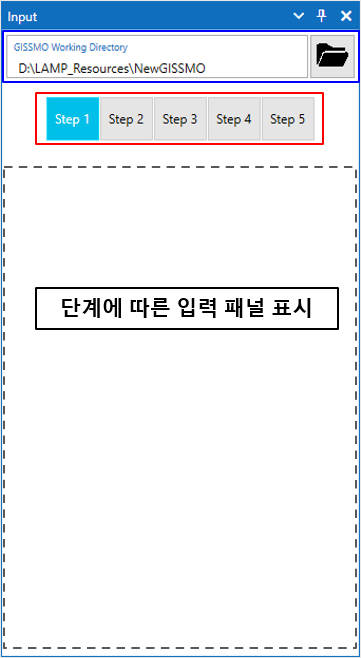 Input
GISSMO Working Directory
D:\LAMP_Resources\NewGISSMO
Step 1 Step 2 Step 3 Step 4 Step 5
단계에 따른 입력 패널 표시